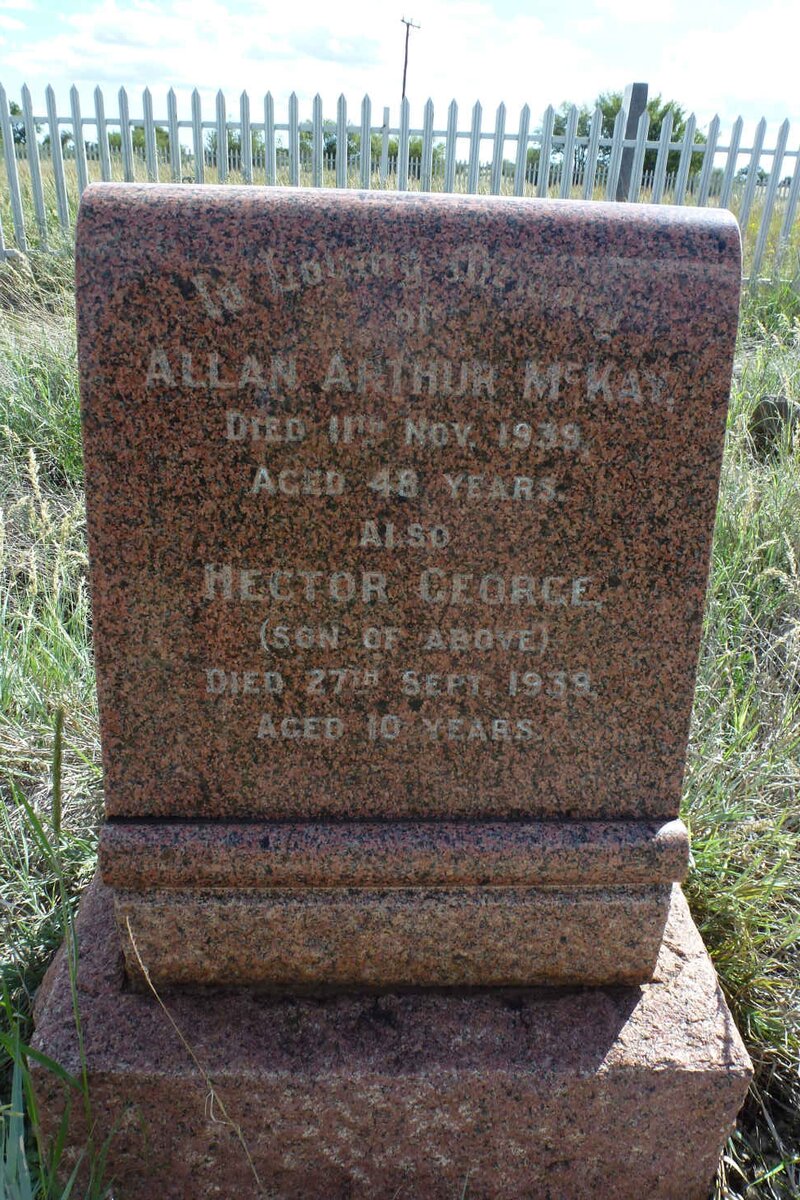 In Loving Memory
of
ALLAN ARTHUR McKAY,
DIED 11TH NOV. 1939,
AGED 48 YEARS.
ALSO
HECTOR GEORGE,
(SON OF ABOVE)
DIED 27TH SEPT. 1939,
AGED 10 YEARS.